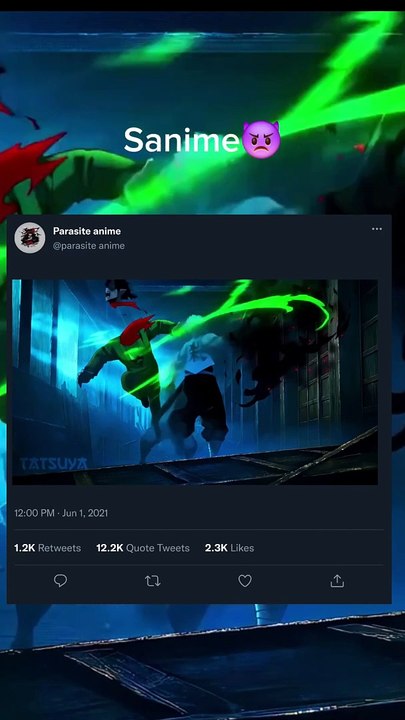 Sanime😈
Parasite anime
@parasite anime
TATSUYA
12:00 PM · Jun 1, 2021
1.2K Retweets 12.2K Quote Tweets 2.3K Likes